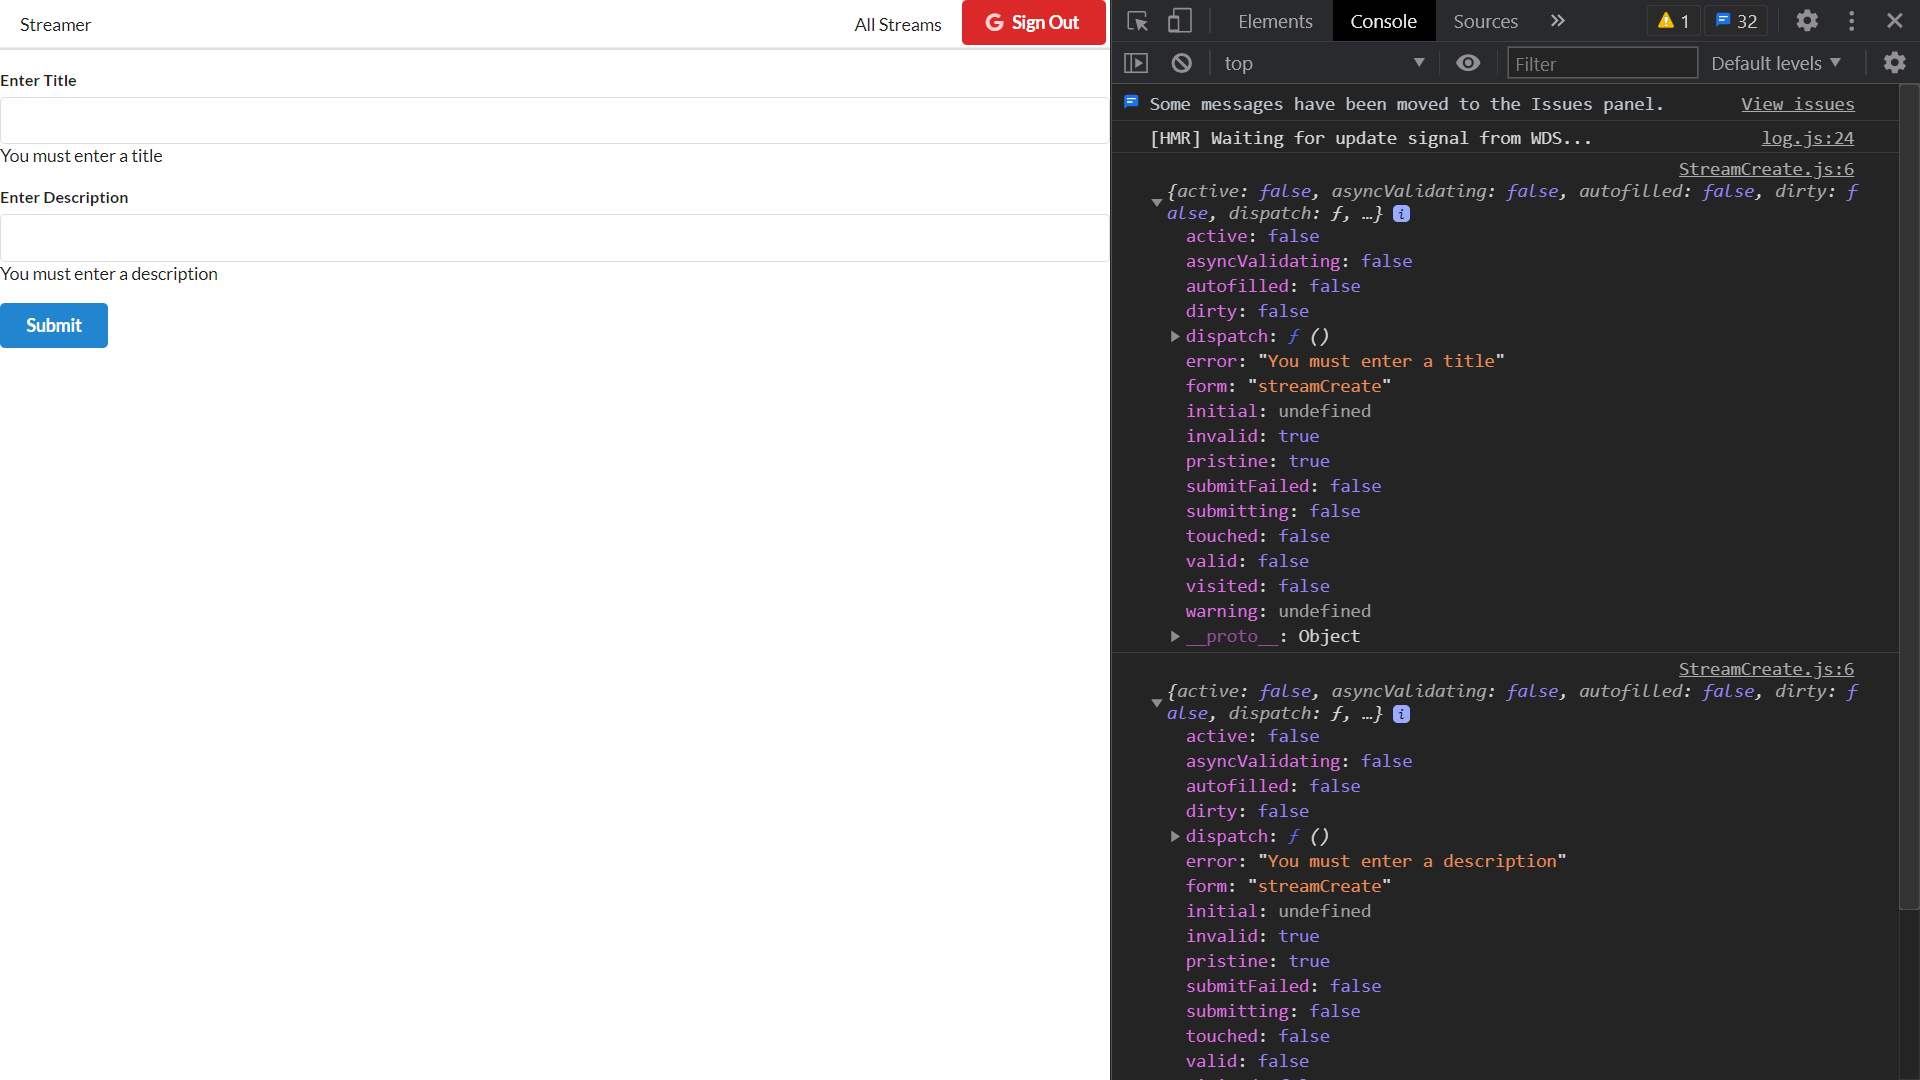 Streamer
All Streams
Sign Out
Enter Title
You must enter a title
Enter Description
You must enter a description
Submit
Elements
Console
Sources
1
32
top
Filter
Default levels
Some messages have been moved to the Issues panel.
View issues
[HMR] Waiting for update signal from WDS...
log.js:24
StreamCreate.js:6
{active: false, asyncValidating: false, autofilled: false, dirty: f
alse, dispatch: ƒ, …}
active: false
asyncValidating: false
autofilled: false
dirty: false
dispatch: ƒ ()
error: "You must enter a title"
form: "streamCreate"
initial: undefined
invalid: true
pristine: true
submitFailed: false
submitting: false
touched: false
valid: false
visited: false
warning: undefined
__proto__: Object
StreamCreate.js:6
{active: false, asyncValidating: false, autofilled: false, dirty: f
alse, dispatch: ƒ, …}
active: false
asyncValidating: false
autofilled: false
dirty: false
dispatch: ƒ ()
error: "You must enter a description"
form: "streamCreate"
initial: undefined
invalid: true
pristine: true
submitFailed: false
submitting: false
touched: false
valid: false